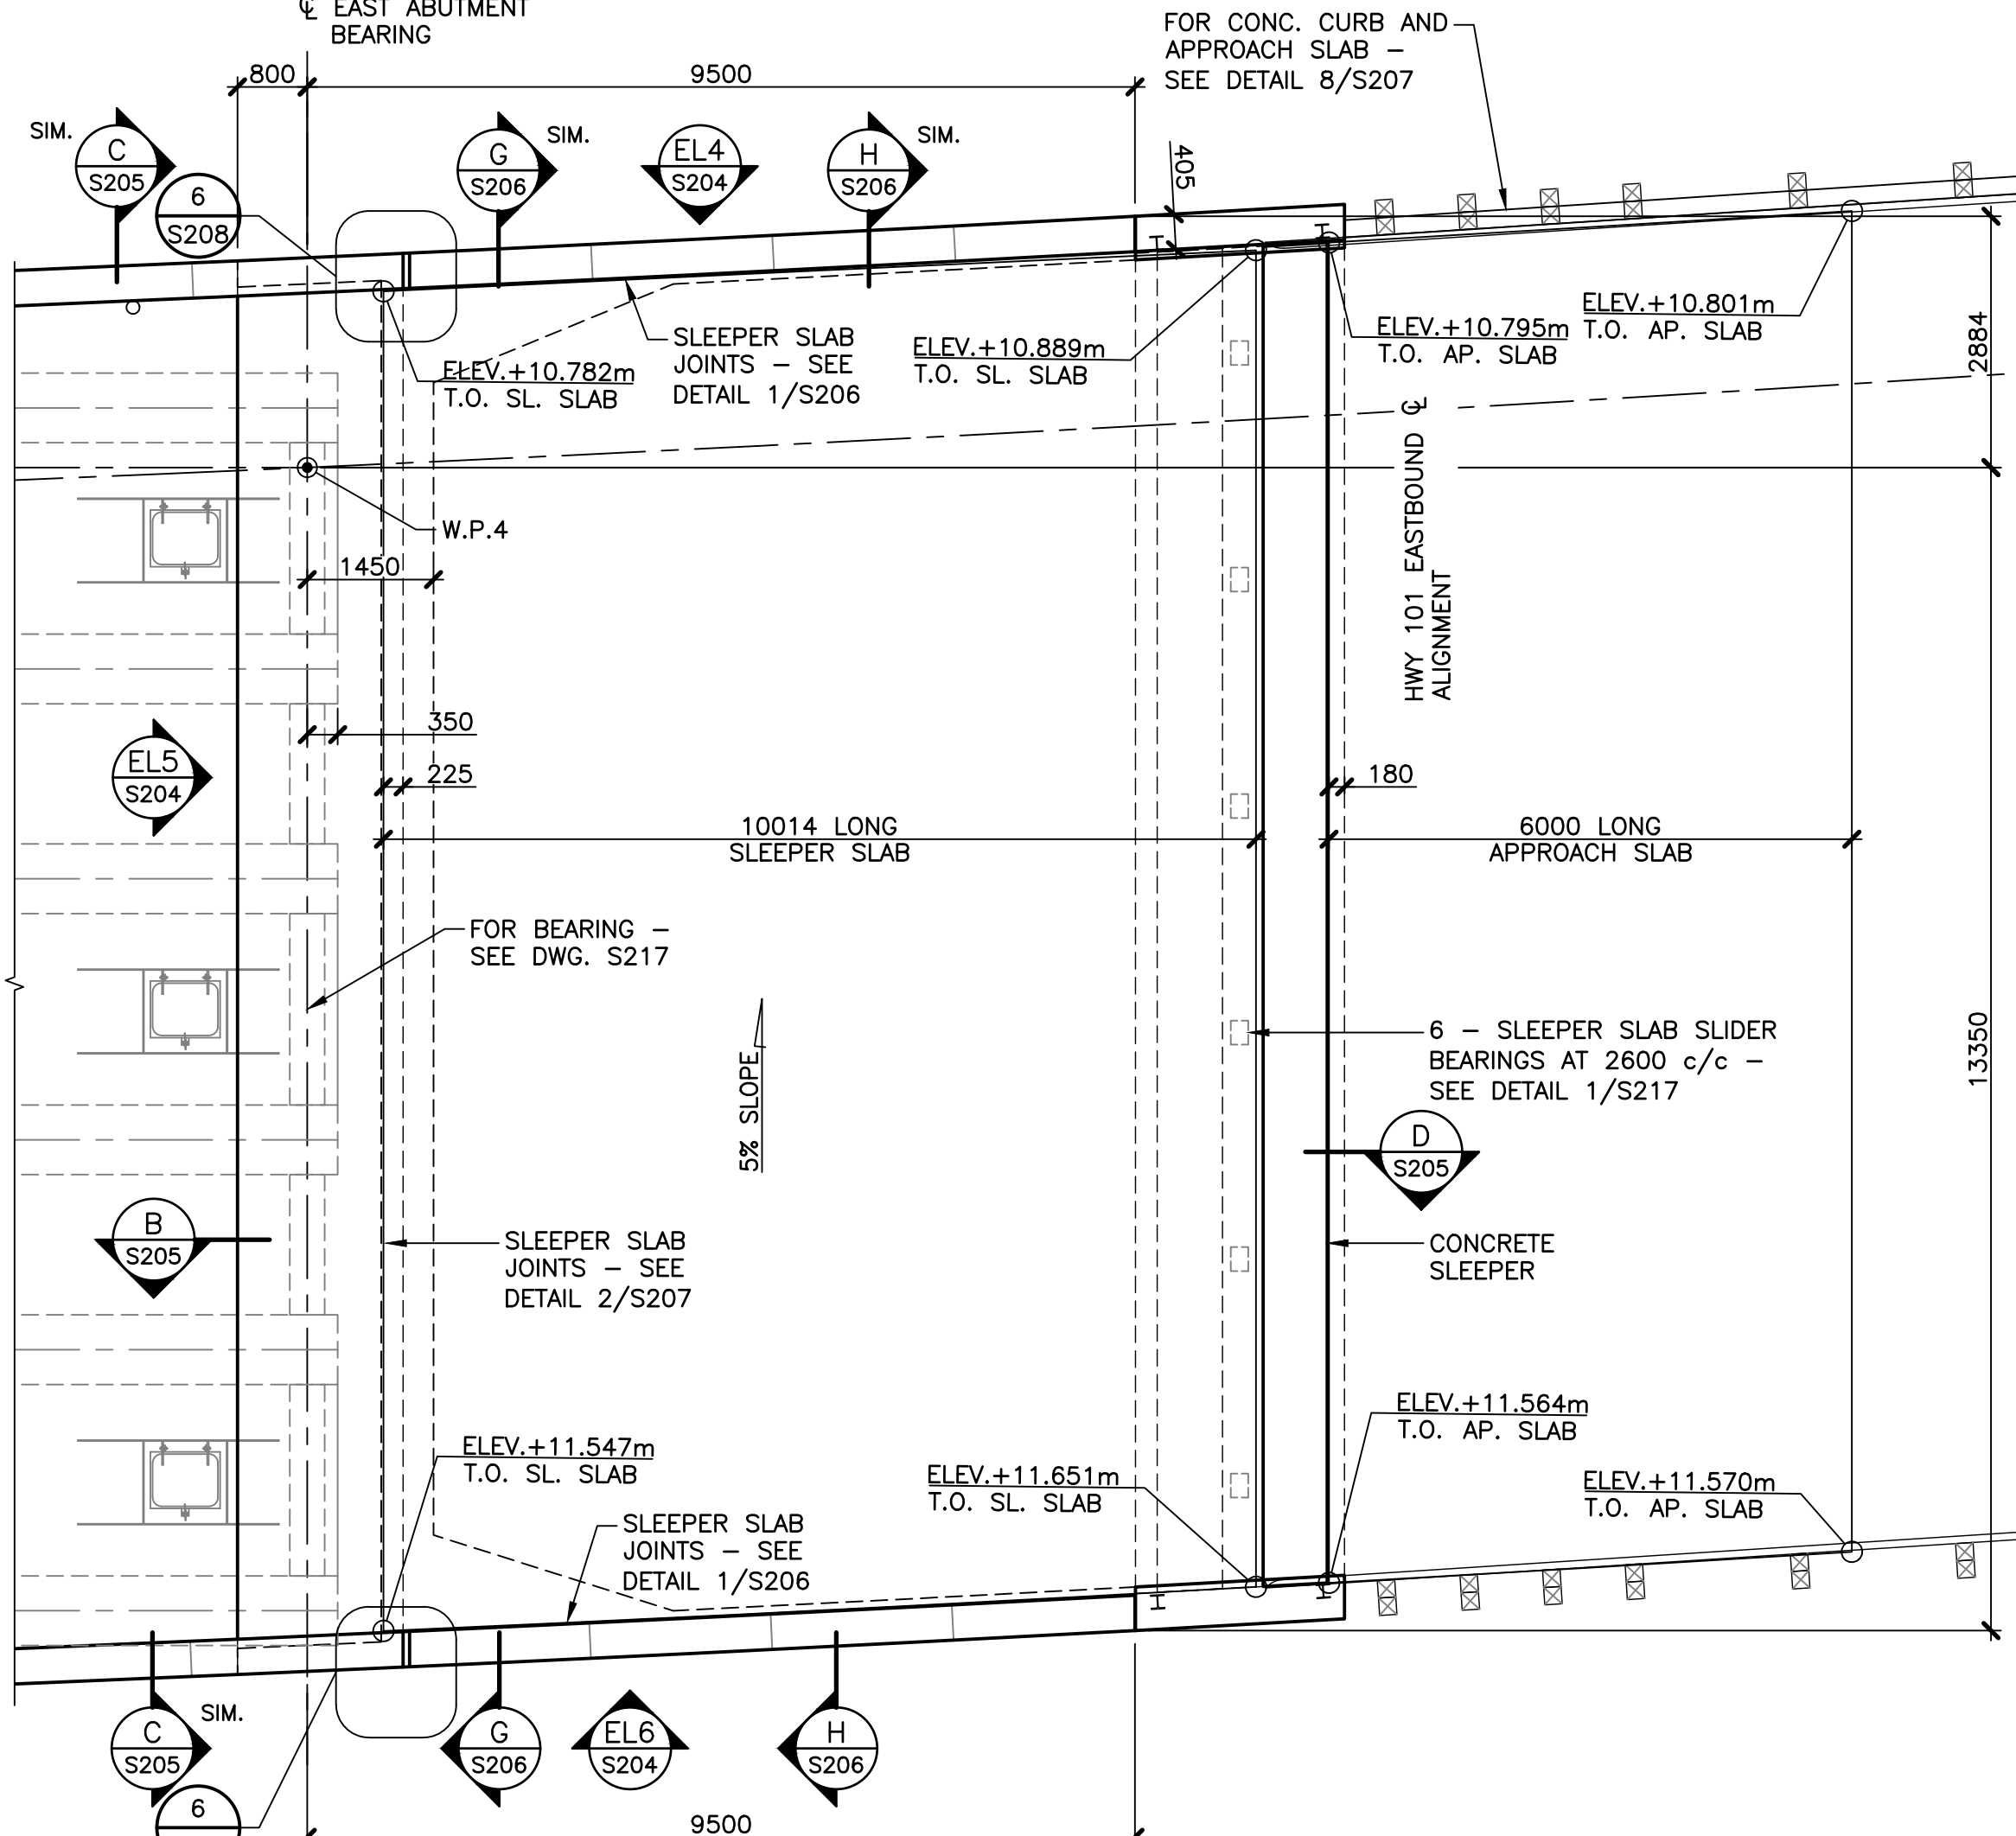 ℄ EAST ABUTMENT
BEARING
FOR CONC. CURB AND
APPROACH SLAB –
SEE DETAIL 8/S207
800
9500
SIM.
C
S205
6
S208
G
S206
SIM.
EL4
S204
H
S206
SIM.
405
ELEV.+10.782m
T.O. SL. SLAB
SLEEPER SLAB
JOINTS – SEE
DETAIL 1/S206
ELEV.+10.889m
T.O. SL. SLAB
ELEV.+10.795m
T.O. AP. SLAB
ELEV.+10.801m
T.O. AP. SLAB
2884
HWY 101 EASTBOUND ℄
ALIGNMENT
W.P.4
1450
350
EL5
S204
225
180
10014 LONG
SLEEPER SLAB
6000 LONG
APPROACH SLAB
FOR BEARING –
SEE DWG. S217
5% SLOPE
6 – SLEEPER SLAB SLIDER
BEARINGS AT 2600 c/c –
SEE DETAIL 1/S217
13350
D
S205
B
S205
SLEEPER SLAB
JOINTS – SEE
DETAIL 2/S207
CONCRETE
SLEEPER
ELEV.+11.547m
T.O. SL. SLAB
ELEV.+11.651m
T.O. SL. SLAB
ELEV.+11.564m
T.O. AP. SLAB
ELEV.+11.570m
T.O. AP. SLAB
SLEEPER SLAB
JOINTS – SEE
DETAIL 1/S206
C
S205
SIM.
G
S206
EL6
S204
H
S206
6
9500